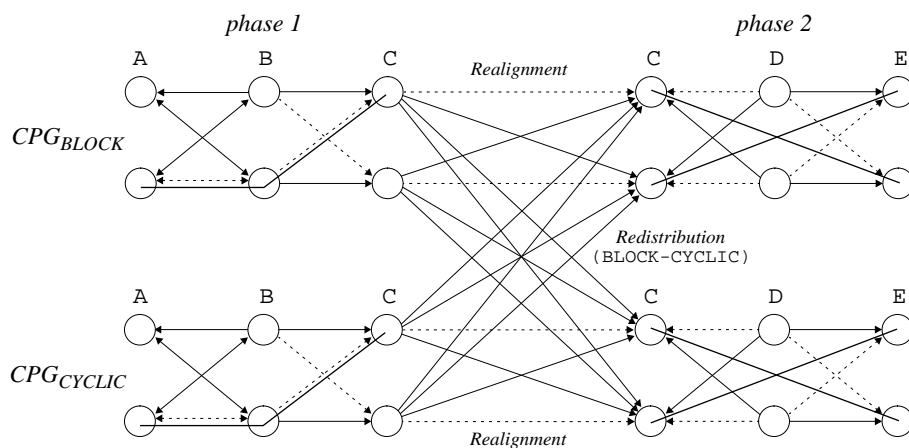 phase 1 phase 2
A B C C D E
Realignment
CPG_BLOCK
Redistribution
(BLOCK-CYCLIC)
A B C C D E
CPG_CYCLIC
Realignment